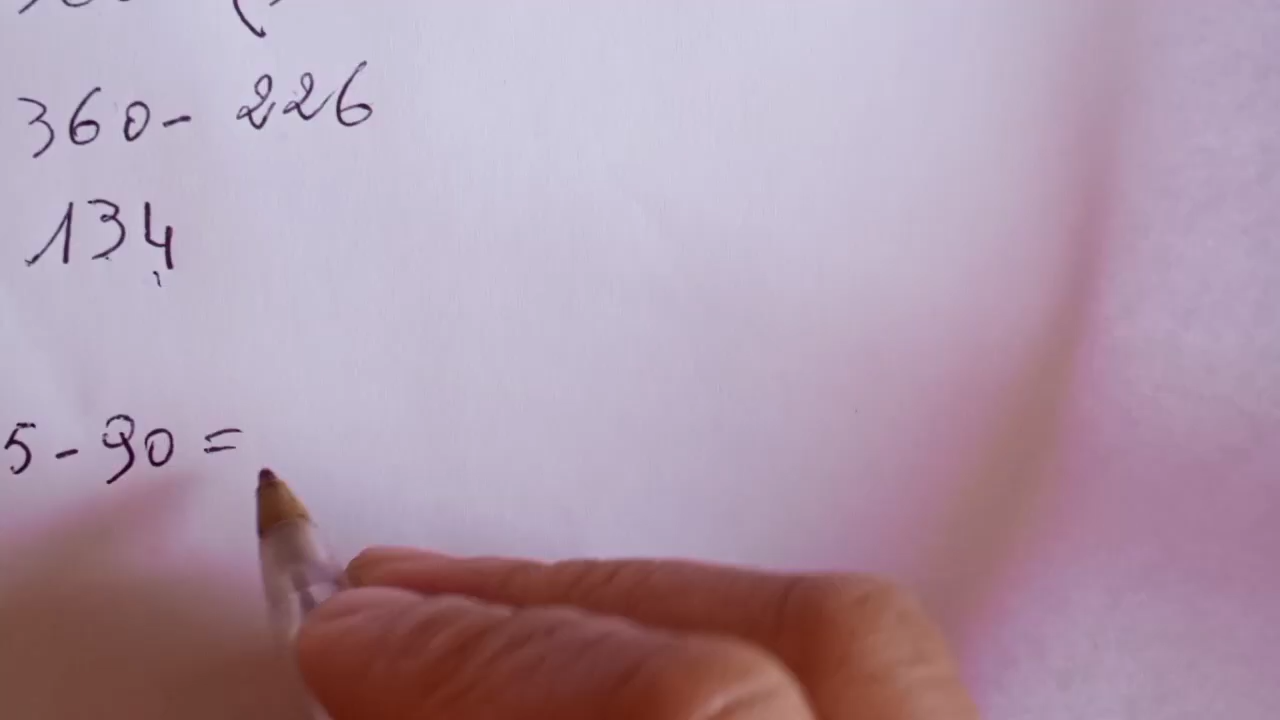 360- 226
134
5-90 =